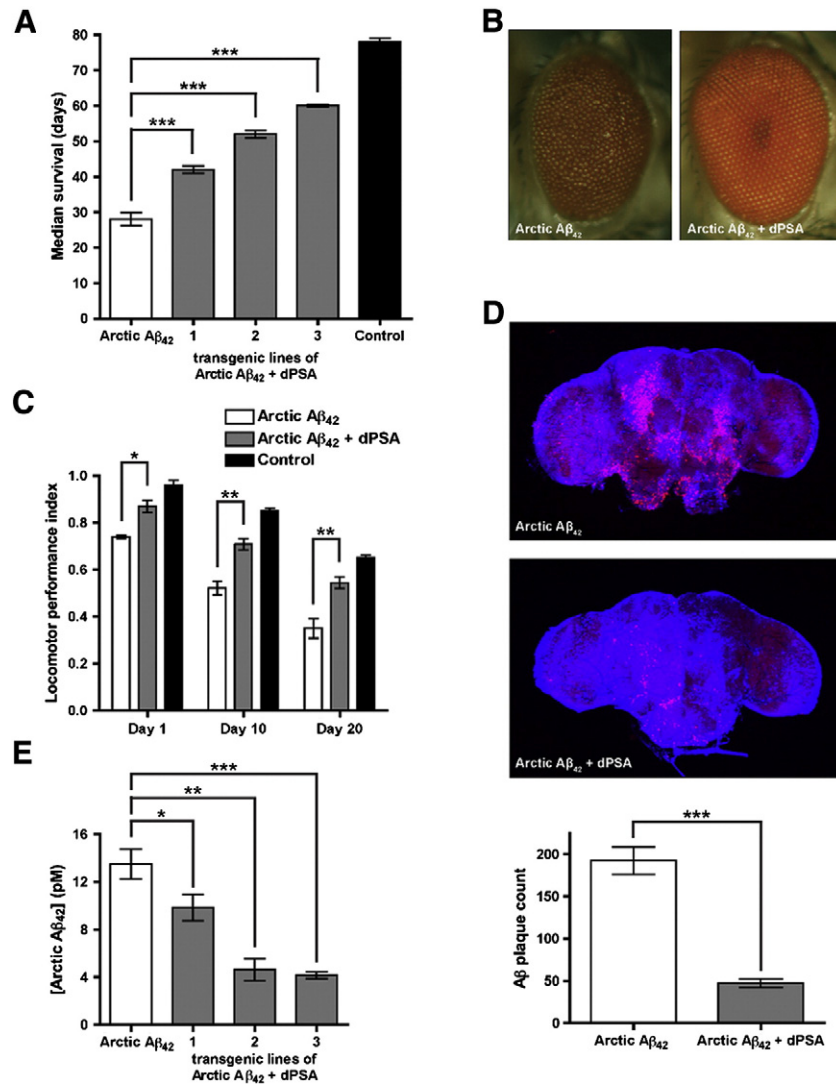 A
Median survival (days)
80
70
60
50
40
30
20
10
0
***
***
***
Arctic Aβ₄₂
1
2
3
Control
transgenic lines of
Arctic Aβ₄₂ + dPSA
B
Arctic Aβ₄₂
Arctic Aβ₄₂ + dPSA
C
Arctic Aβ₄₂
Arctic Aβ₄₂ + dPSA
Control
Locomotor performance index
1.0
0.8
0.6
0.4
0.2
0.0
*
**
**
Day 1
Day 10
Day 20
D
Arctic Aβ₄₂
Arctic Aβ₄₂ + dPSA
Aβ plaque count
200
150
100
50
0
***
Arctic Aβ₄₂
Arctic Aβ₄₂ + dPSA
E
[Arctic Aβ₄₂] (pM)
16
12
8
4
0
***
**
*
Arctic Aβ₄₂
1
2
3
transgenic lines of
Arctic Aβ₄₂ + dPSA